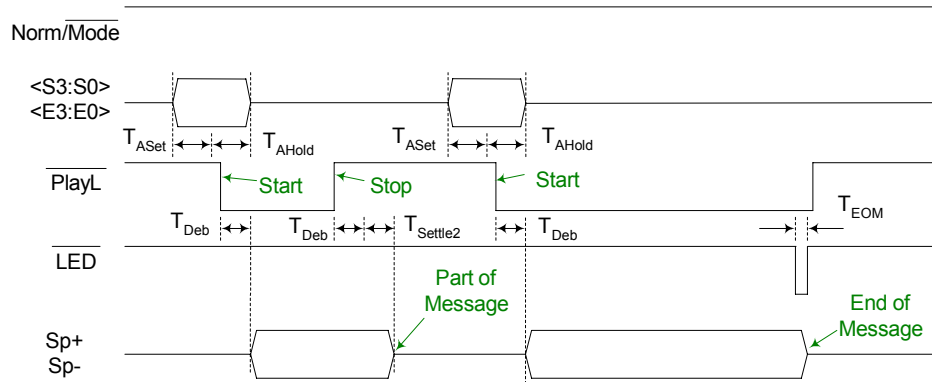 Norm/Mode
<S3:S0>
<E3:E0>
TASet TAHold TASet TAHold
PlayL Start Stop Start
TDeb TDeb TSettle2 TDeb TEOM
LED
Part of
Message
End of
Message
Sp+
Sp-